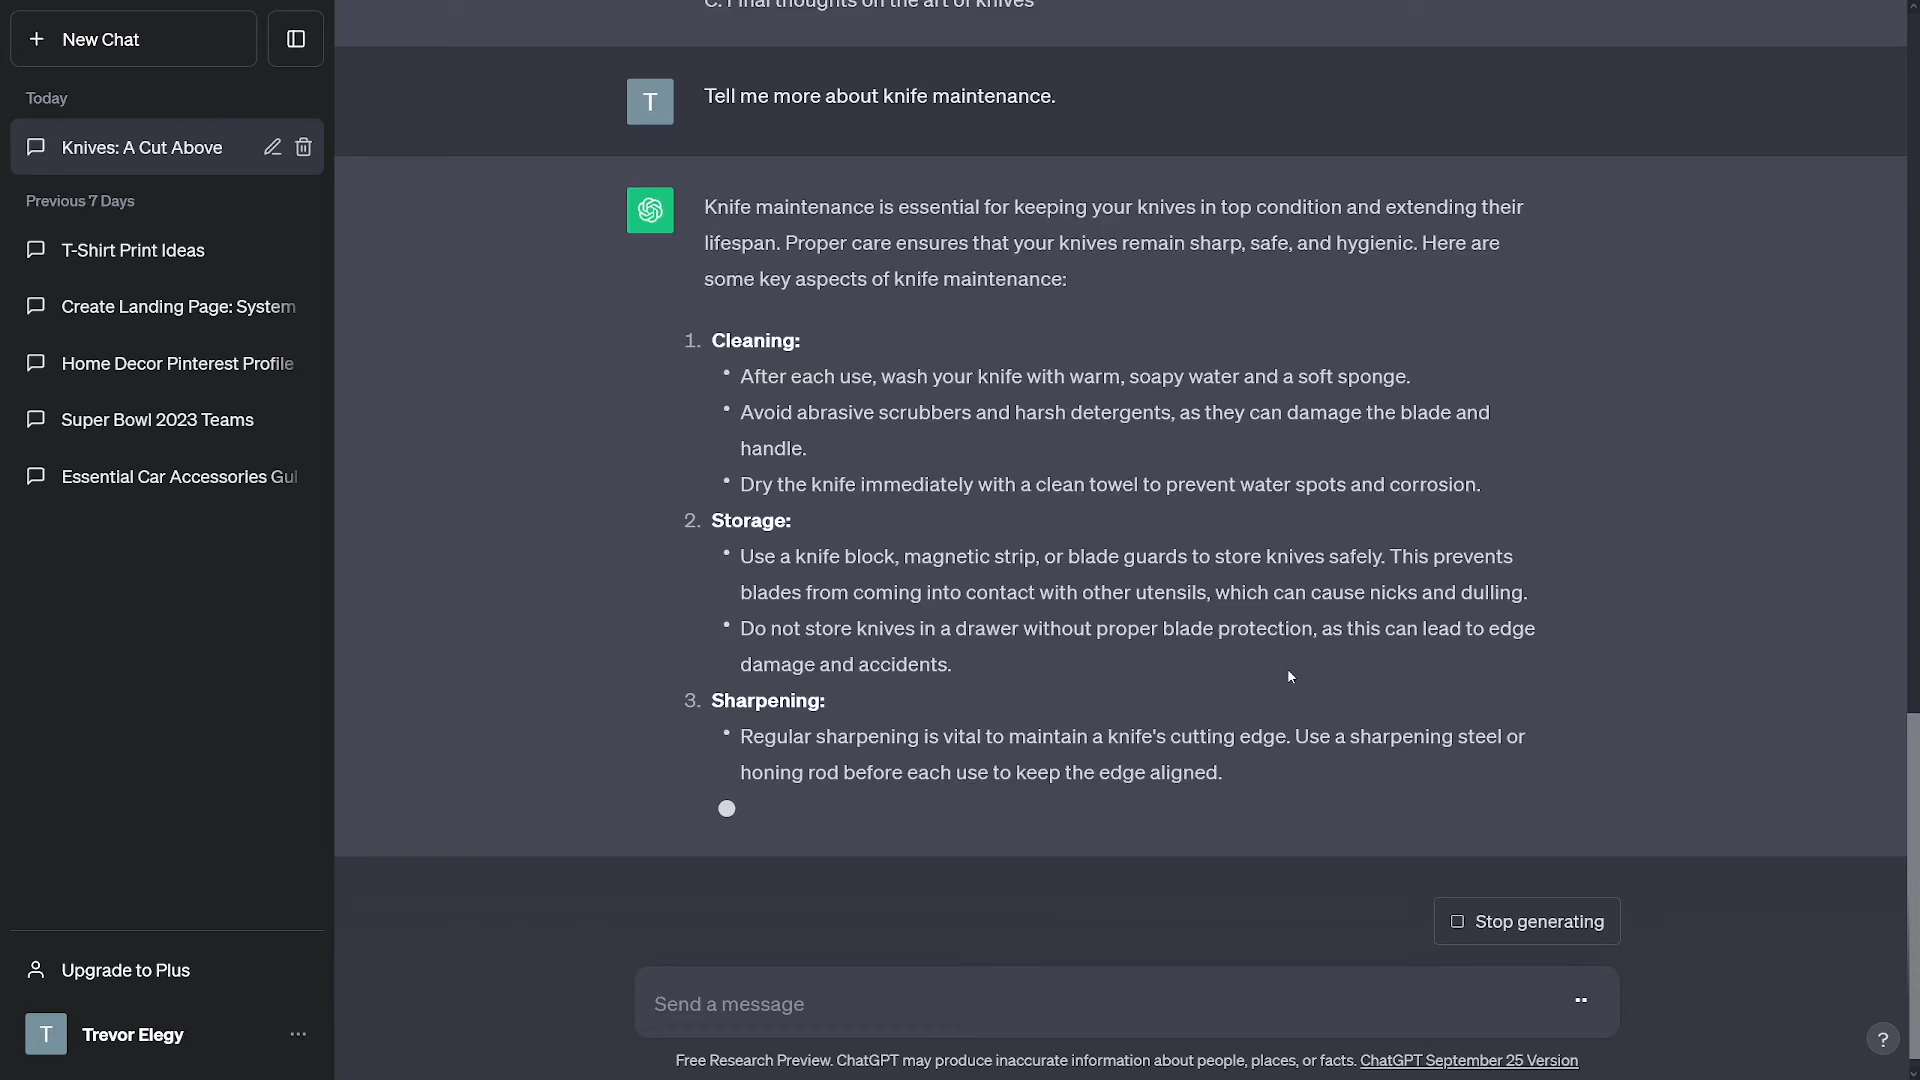 New Chat
Today
Knives: A Cut Above
Previous 7 Days
T-Shirt Print Ideas
Create Landing Page: System
Home Decor Pinterest Profile
Super Bowl 2023 Teams
Essential Car Accessories Gui
Upgrade to Plus
T
Trevor Elegy
C. Final thoughts on the art of knives
T
Tell me more about knife maintenance.
Knife maintenance is essential for keeping your knives in top condition and extending their
lifespan. Proper care ensures that your knives remain sharp, safe, and hygienic. Here are
some key aspects of knife maintenance:
1. Cleaning:
• After each use, wash your knife with warm, soapy water and a soft sponge.
• Avoid abrasive scrubbers and harsh detergents, as they can damage the blade and
handle.
• Dry the knife immediately with a clean towel to prevent water spots and corrosion.
2. Storage:
• Use a knife block, magnetic strip, or blade guards to store knives safely. This prevents
blades from coming into contact with other utensils, which can cause nicks and dulling.
• Do not store knives in a drawer without proper blade protection, as this can lead to edge
damage and accidents.
3. Sharpening:
• Regular sharpening is vital to maintain a knife's cutting edge. Use a sharpening steel or
honing rod before each use to keep the edge aligned.
Stop generating
Send a message
Free Research Preview. ChatGPT may produce inaccurate information about people, places, or facts. ChatGPT September 25 Version
?